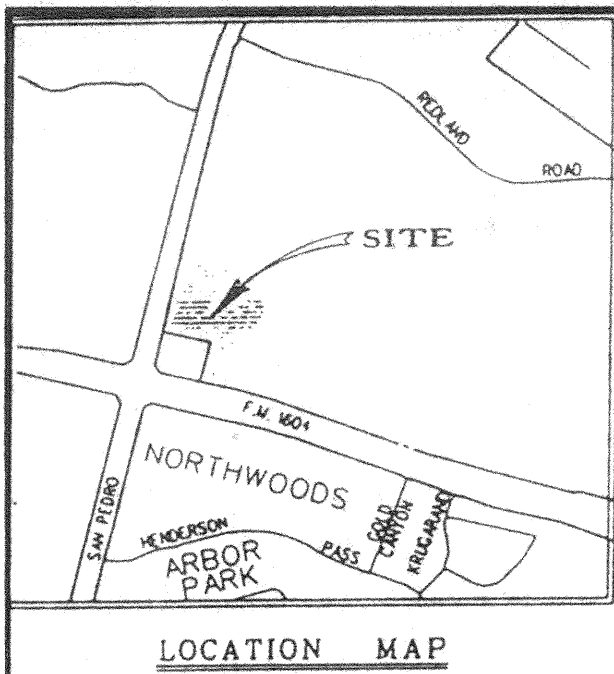 REDLAND
ROAD
SITE
F.M. 1604
NORTHWOODS
SAN PEDRO
HENDERSON
PASS
GOLD
CANYON
KRUGARAND
ARBOR
PARK
LOCATION MAP